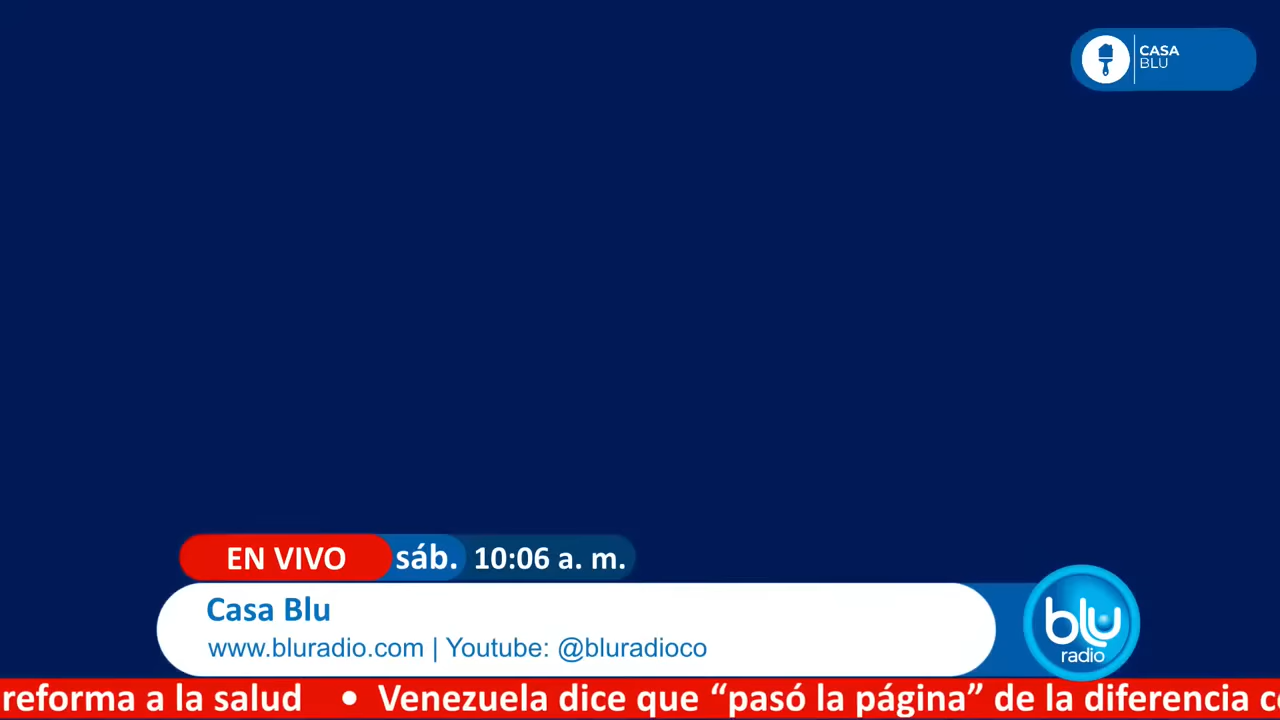 CASA
BLU
EN VIVO sáb. 10:06 a. m.
Casa Blu
www.bluradio.com | Youtube: @bluradioco
blu
radio
reforma a la salud • Venezuela dice que “pasó la página” de la diferencia c